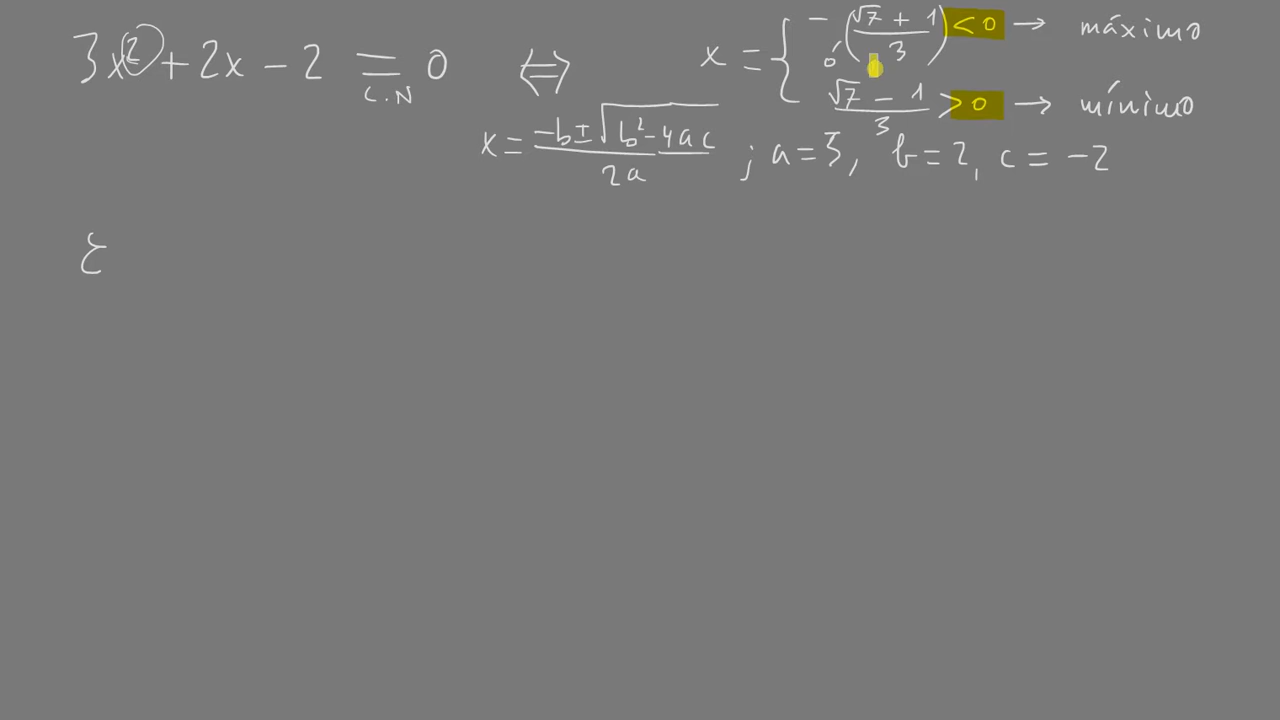 3x² + 2x - 2 = 0 ⟺ x = { - (√7 + 1 / 3) < 0 → máximo
C.N ó
√7 - 1 / 3 > 0 → mínimo
x = -b ± √b² - 4ac / 2a ; a = 3, b = 2, c = -2